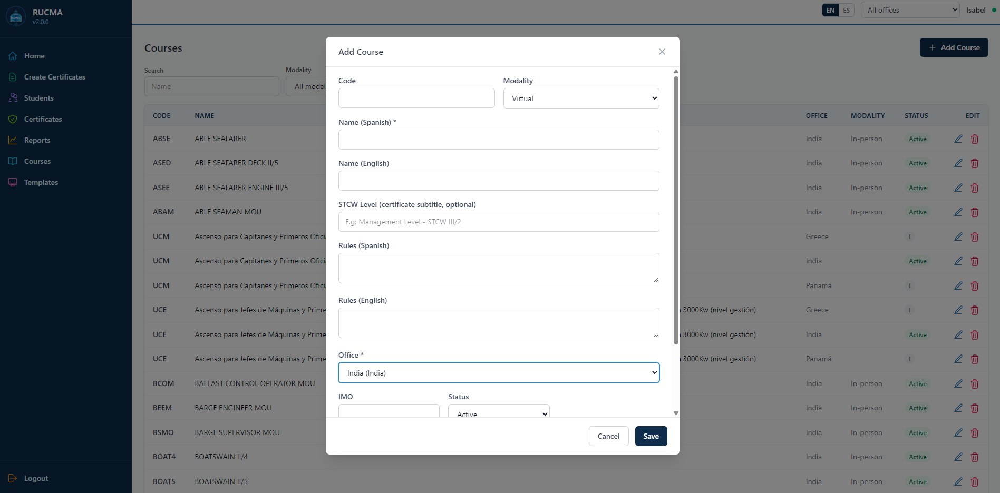 RUCMA
v2.0.0
Home
Create Certificates
Students
Certificates
Reports
Courses
Templates
Logout
EN ES All offices Isabel
Courses
Add Course
Search
Name
Modality
All modal
CODE NAME OFFICE MODALITY STATUS EDIT
ABSE ABLE SEAFARER India In-person Active
ASED ABLE SEAFARER DECK II/5 India In-person Active
ASEE ABLE SEAFARER ENGINE III/5 India In-person Active
ABAM ABLE SEAMAN MOU India In-person Active
UCM Ascenso para Capitanes y Primeros Ofici Greece I
UCM Ascenso para Capitanes y Primeros Ofici India Active
UCM Ascenso para Capitanes y Primeros Ofici Panamá I
UCE Ascenso para Jefes de Máquinas y Prime 3000Kw (nivel gestión) Greece I
UCE Ascenso para Jefes de Máquinas y Prime 3000Kw (nivel gestión) India Active
UCE Ascenso para Jefes de Máquinas y Prime 3000Kw (nivel gestión) Panamá I
BCOM BALLAST CONTROL OPERATOR MOU India In-person Active
BEEM BARGE ENGINEER MOU India In-person Active
BSMO BARGE SUPERVISOR MOU India In-person Active
BOAT4 BOATSWAIN II/4 India In-person Active
BOAT5 BOATSWAIN II/5 India In-person Active
Add Course
Code
Modality
Virtual
Name (Spanish) *
Name (English)
STCW Level (certificate subtitle, optional)
E.g: Management Level - STCW III/2
Rules (Spanish)
Rules (English)
Office *
India (India)
IMO
Status
Active
Cancel
Save